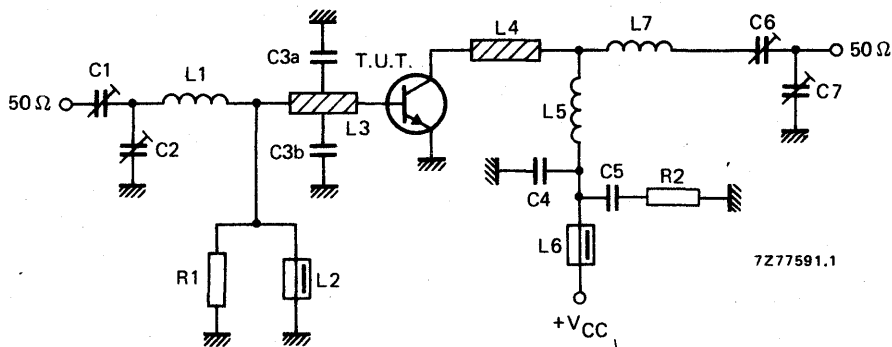 C3a
T.U.T.
L4
L7
C6
50 Ω
C1
L1
50 Ω
C7
L3
L5
C2
C3b
C5
R2
C4
L6
7Z77591.1
R1
L2
+VCC